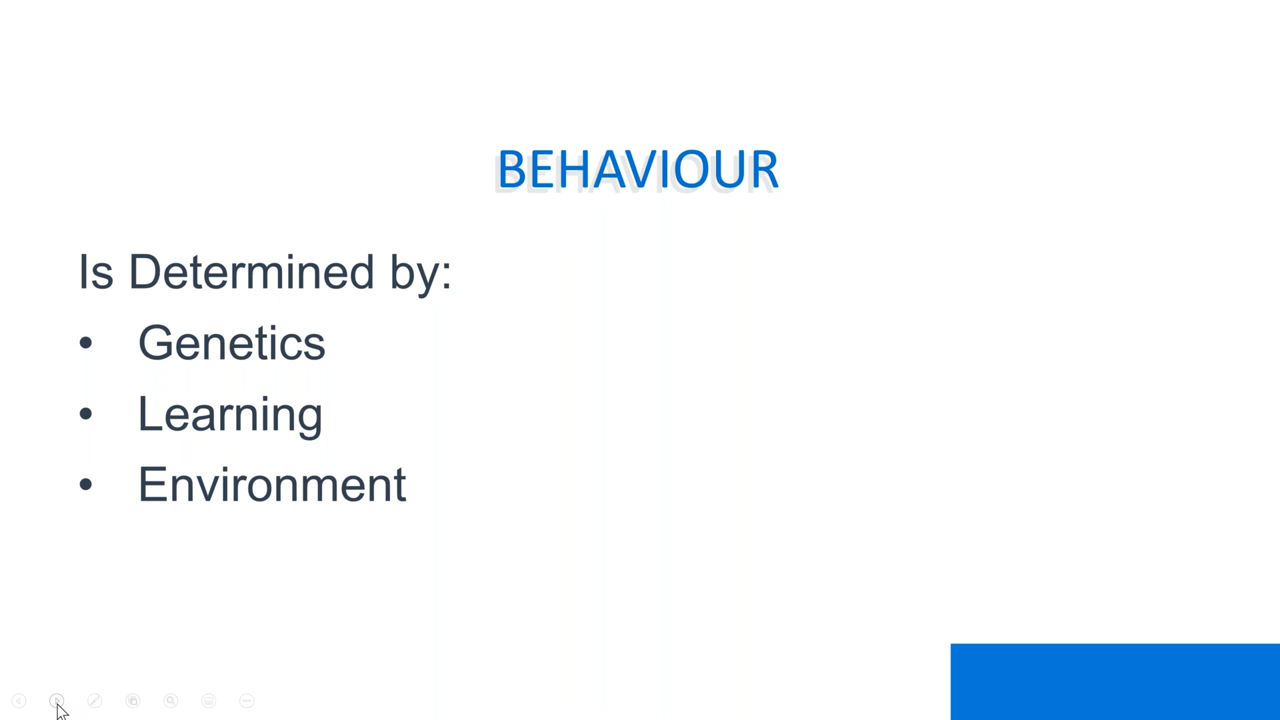 BEHAVIOUR
Is Determined by:
• Genetics
• Learning
• Environment